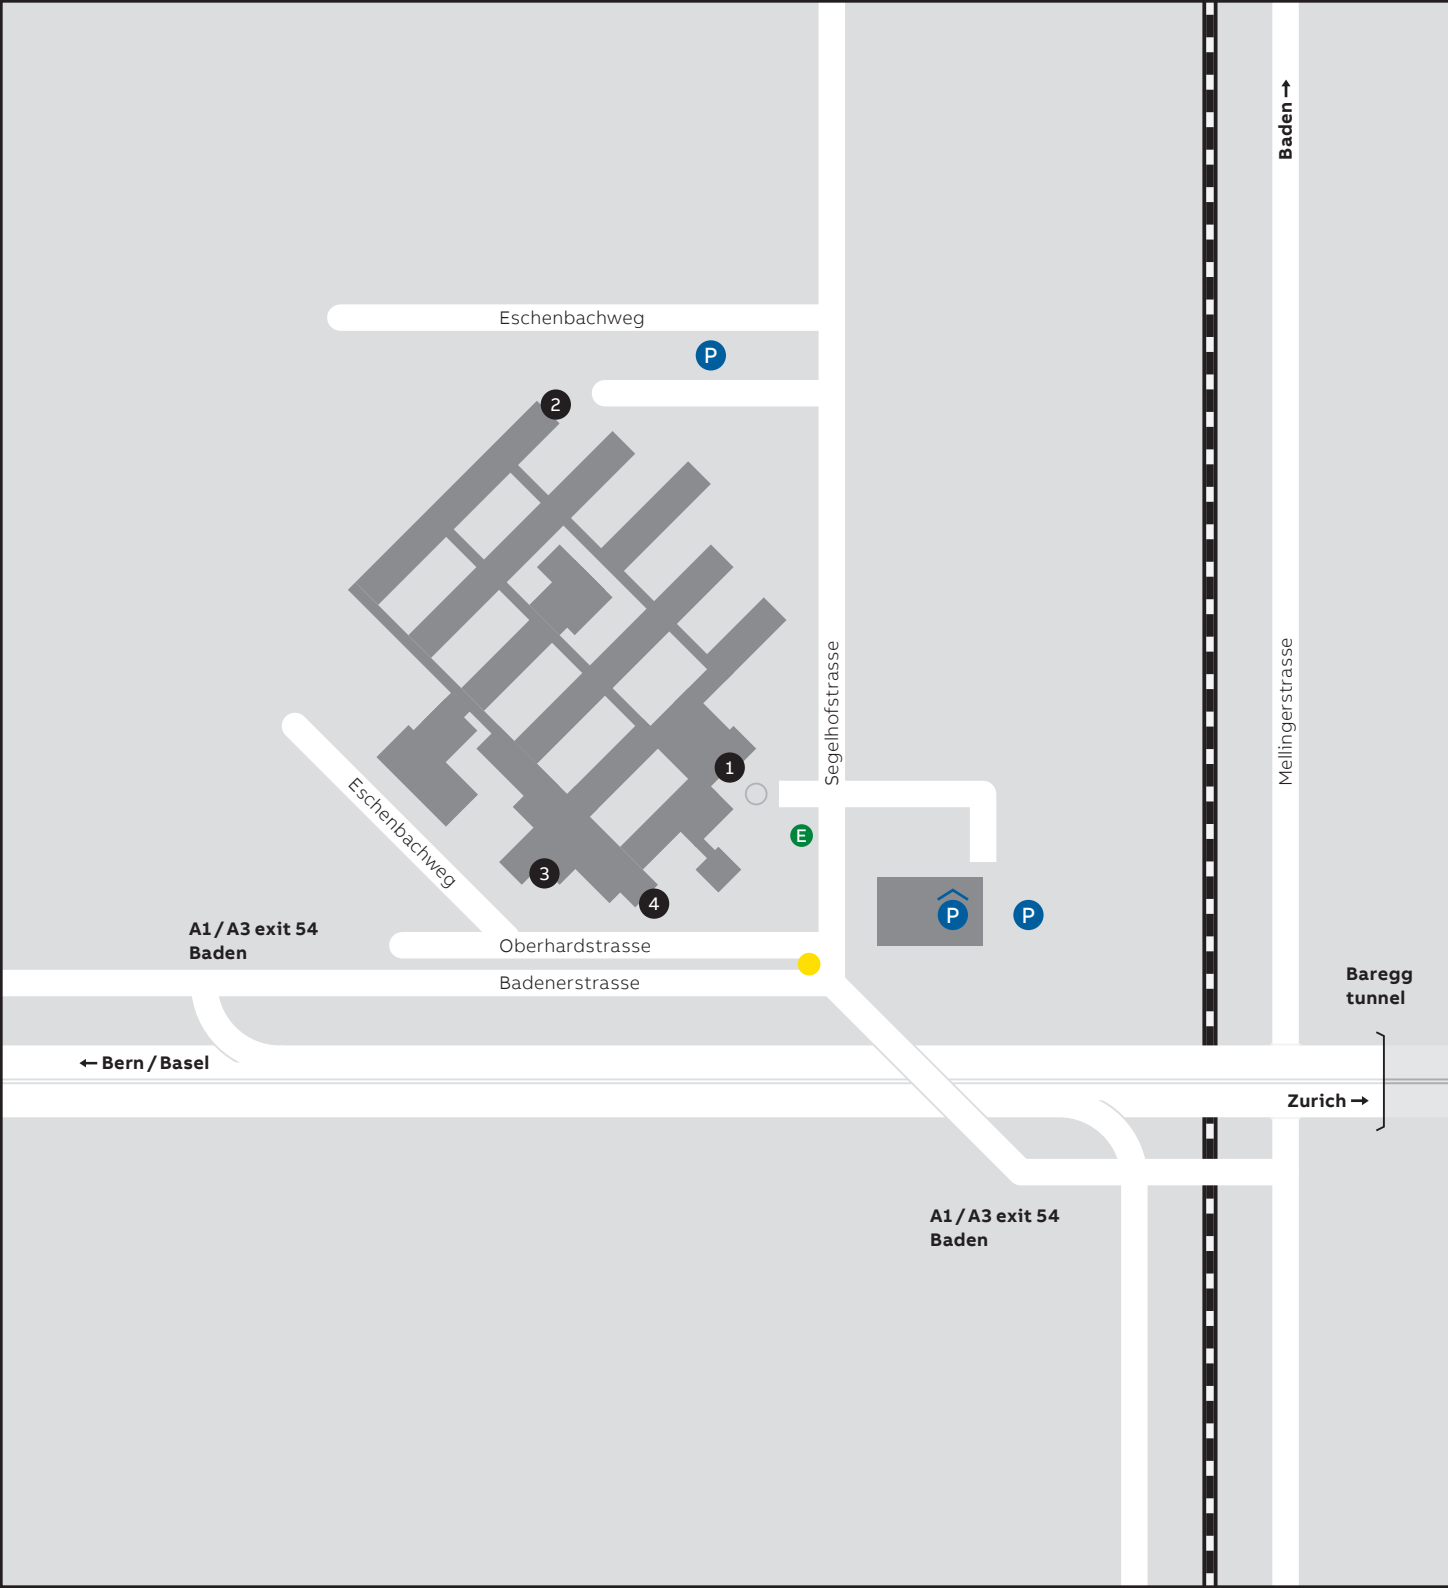 Baden →
Eschenbachweg
P
2
Segelhofstrasse
Mellingerstrasse
1
Eschenbachweg
E
3
4
P
P
A1/A3 exit 54
Baden
Oberhardstrasse
Badenerstrasse
Baregg
tunnel
← Bern/Basel
Zurich →
A1/A3 exit 54
Baden